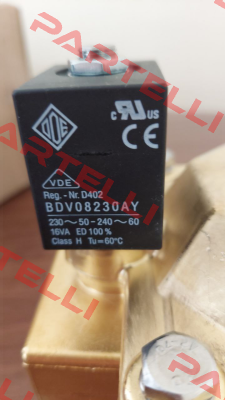 PARTELLI
ODE
c UL US
CE
VDE
Reg.-Nr. D402
BDV08230AY
230~50-240~60
16VA ED 100%
Class H Tu=60°C
PARTELLI
PARTELLI
PARTELLI